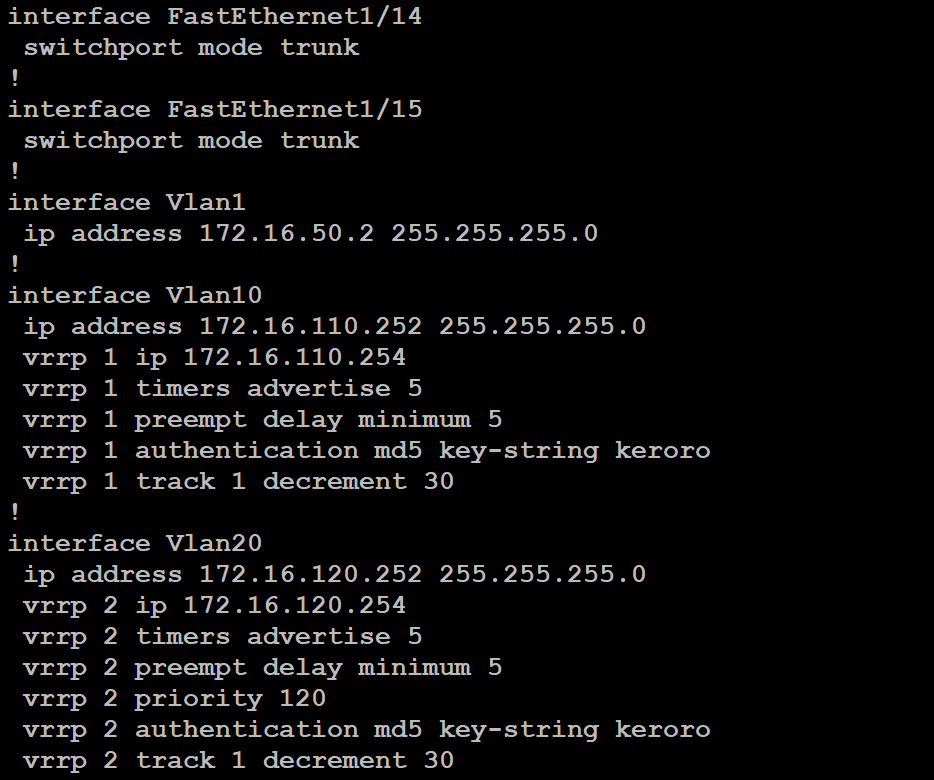 interface FastEthernet1/14
 switchport mode trunk
!
interface FastEthernet1/15
 switchport mode trunk
!
interface Vlan1
 ip address 172.16.50.2 255.255.255.0
!
interface Vlan10
 ip address 172.16.110.252 255.255.255.0
 vrrp 1 ip 172.16.110.254
 vrrp 1 timers advertise 5
 vrrp 1 preempt delay minimum 5
 vrrp 1 authentication md5 key-string keroro
 vrrp 1 track 1 decrement 30
!
interface Vlan20
 ip address 172.16.120.252 255.255.255.0
 vrrp 2 ip 172.16.120.254
 vrrp 2 timers advertise 5
 vrrp 2 preempt delay minimum 5
 vrrp 2 priority 120
 vrrp 2 authentication md5 key-string keroro
 vrrp 2 track 1 decrement 30